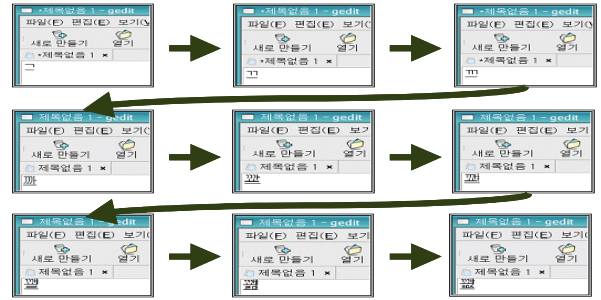 *제목없음 1 - gedit
파일(F) 편집(E) 보기(V
새로 만들기 열기
*제목없음 1 ×
ㄱ
*제목없음 1 - gedit
파일(F) 편집(E) 보기(
새로 만들기 열기
*제목없음 1 ×
ㄲ
*제목없음 1 - gedit
파일(F) 편집(E) 보기(V
새로 만들기 열기
*제목없음 1 ×
제목없음 1 - gedit
파일(F) 편집(E) 보기(
새로 만들기 열기
제목없음 1 ×
까
제목없음 1 - gedit
파일(F) 편집(E) 보기
새로 만들기 열기
제목없음 1 ×
제목없음 1 - gedit
파일(F) 편집(E) 보기(
새로 만들기 열기
제목없음 1 ×
제목없음 1 - gedit
파일(F) 편집(E) 보기(
새로 만들기 열기
제목없음 1 ×
제목없음 1 - gedit
파일(F) 편집(E) 보기
새로 만들기 열기
제목없음 1 ×
제목없음 1 - gedit
파일(F) 편집(E) 보기(
새로 만들기 열기
제목없음 1 ×